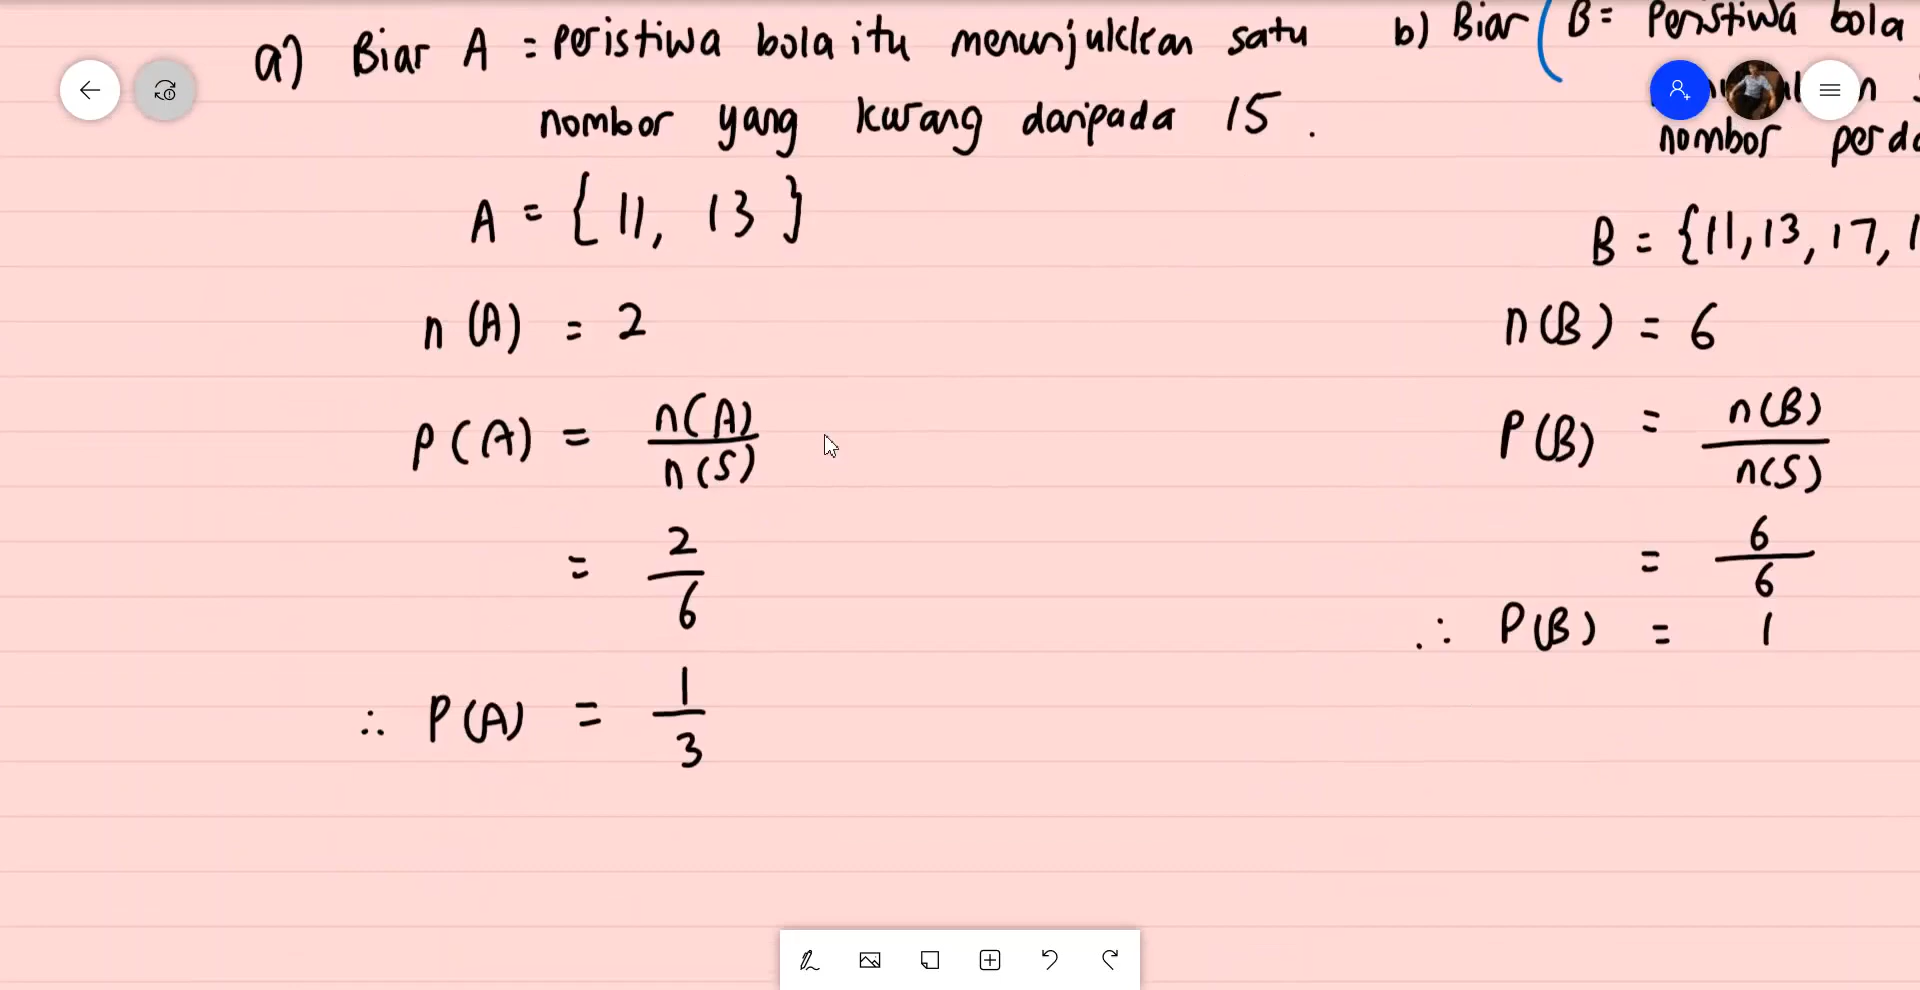 a) Biar A = peristiwa bola itu menunjukkan satu
nombor yang kurang daripada 15.
A = {11, 13}
n(A) = 2
P(A) = n(A)/n(S)
= 2/6
∴ P(A) = 1/3
b) Biar B = Peristiwa bola
nombor
B = {11, 13, 17,
n(B) = 6
P(B) = n(B)/n(S)
= 6/6
∴ P(B) = 1